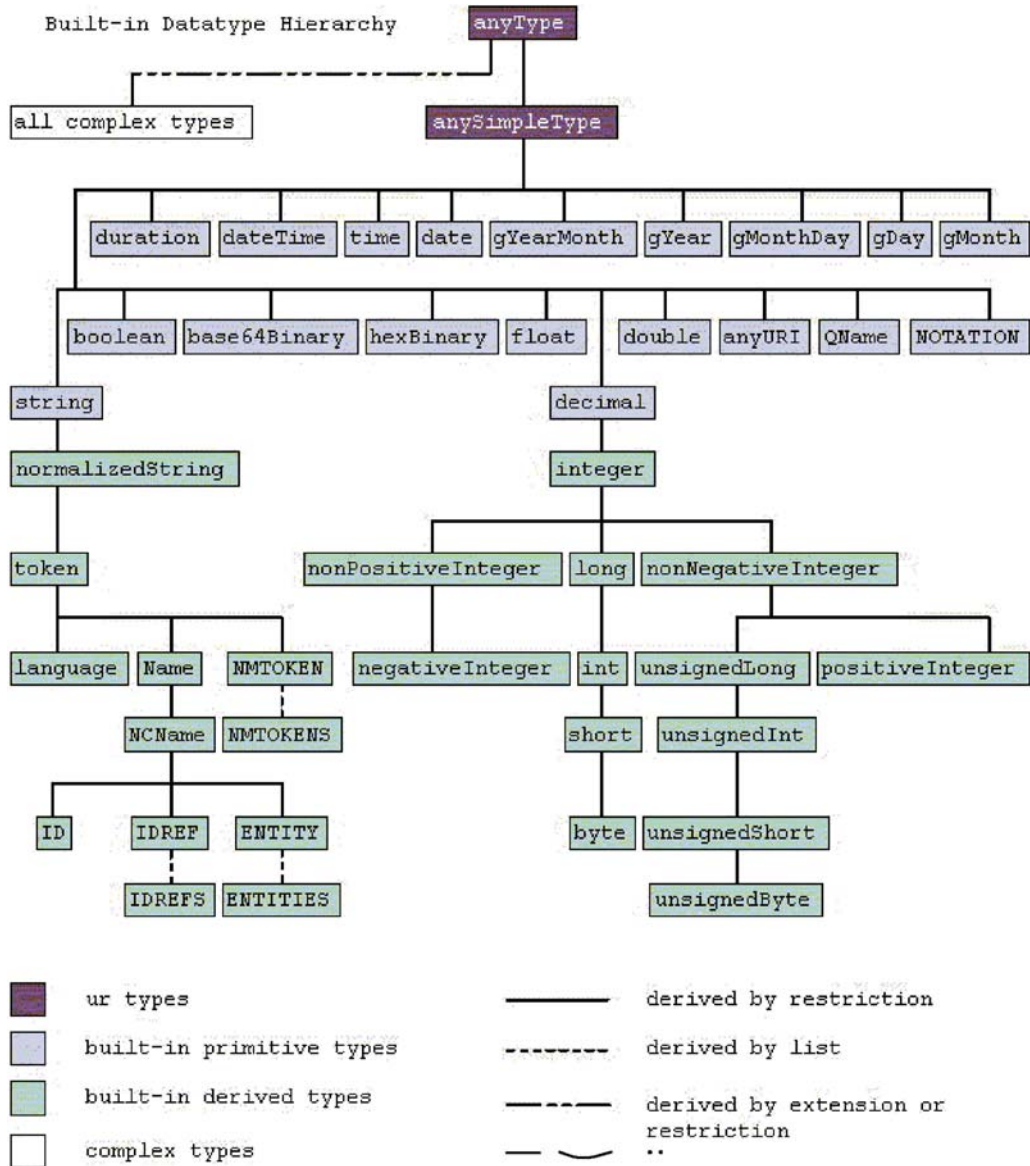 Built-in Datatype Hierarchy
anyType
all complex types
anySimpleType
duration dateTime time date gYearMonth gYear gMonthDay gDay gMonth
boolean base64Binary hexBinary float double anyURI QName NOTATION
string decimal
normalizedString integer
token nonPositiveInteger long nonNegativeInteger
language Name NMTOKEN negativeInteger int unsignedLong positiveInteger
NCName NMTOKENS short unsignedInt
ID IDREF ENTITY byte unsignedShort
IDREFS ENTITIES unsignedByte
ur types derived by restriction
built-in primitive types derived by list
built-in derived types derived by extension or
restriction
complex types